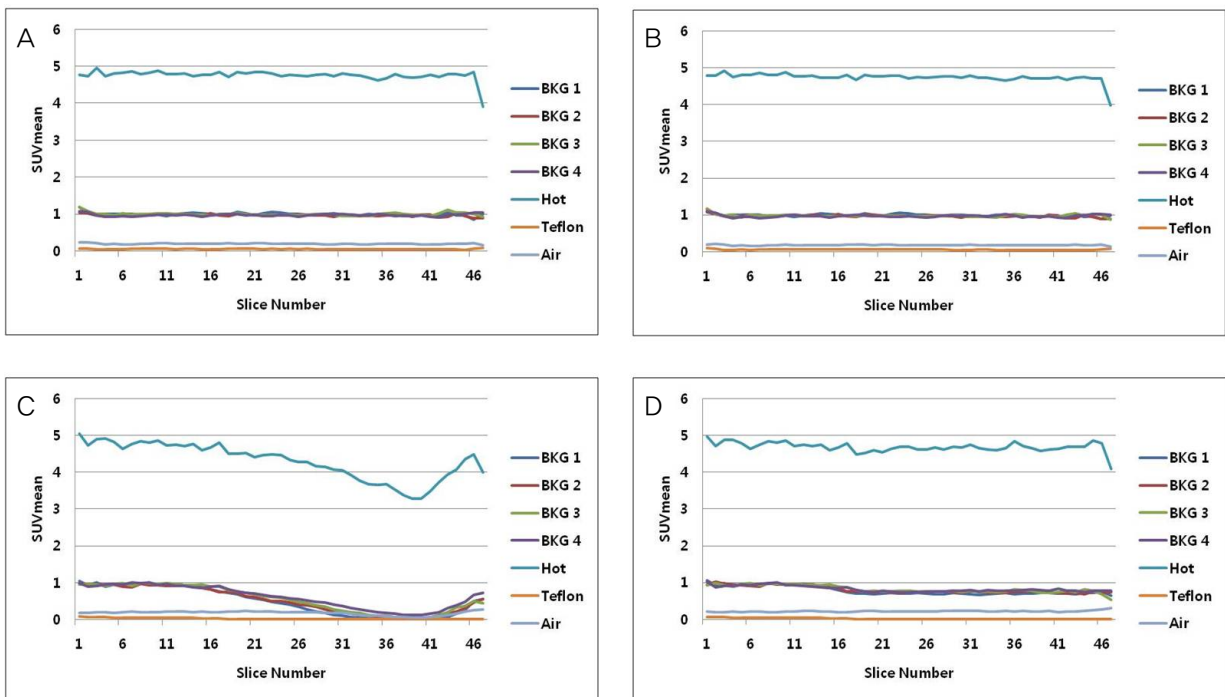 A
6
5
4
3
2
1
0
SUVmean
1 6 11 16 21 26 31 36 41 46
Slice Number
BKG 1
BKG 2
BKG 3
BKG 4
Hot
Teflon
Air
B
6
5
4
3
2
1
0
SUVmean
1 6 11 16 21 26 31 36 41 46
Slice Number
BKG 1
BKG 2
BKG 3
BKG 4
Hot
Teflon
Air
C
6
5
4
3
2
1
0
SUVmean
1 6 11 16 21 26 31 36 41 46
Slice Number
BKG 1
BKG 2
BKG 3
BKG 4
Hot
Teflon
Air
D
6
5
4
3
2
1
0
SUVmean
1 6 11 16 21 26 31 36 41 46
Slice Number
BKG 1
BKG 2
BKG 3
BKG 4
Hot
Teflon
Air